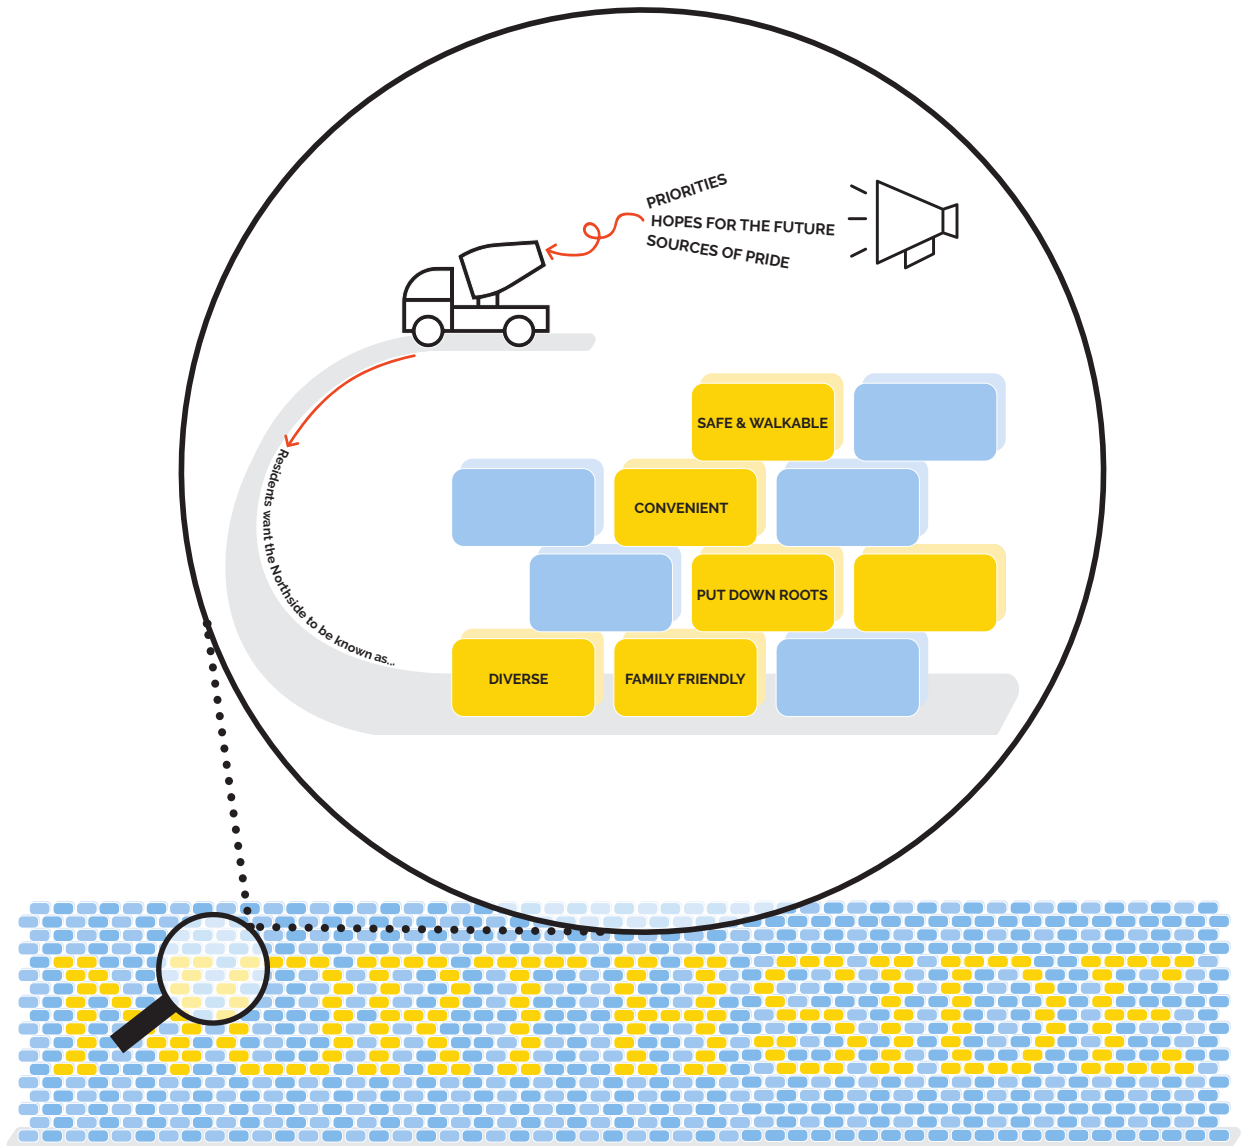 PRIORITIES
HOPES FOR THE FUTURE
SOURCES OF PRIDE
Residents want the Northside to be known as...
SAFE & WALKABLE
CONVENIENT
PUT DOWN ROOTS
DIVERSE
FAMILY FRIENDLY
NORTHSIDE